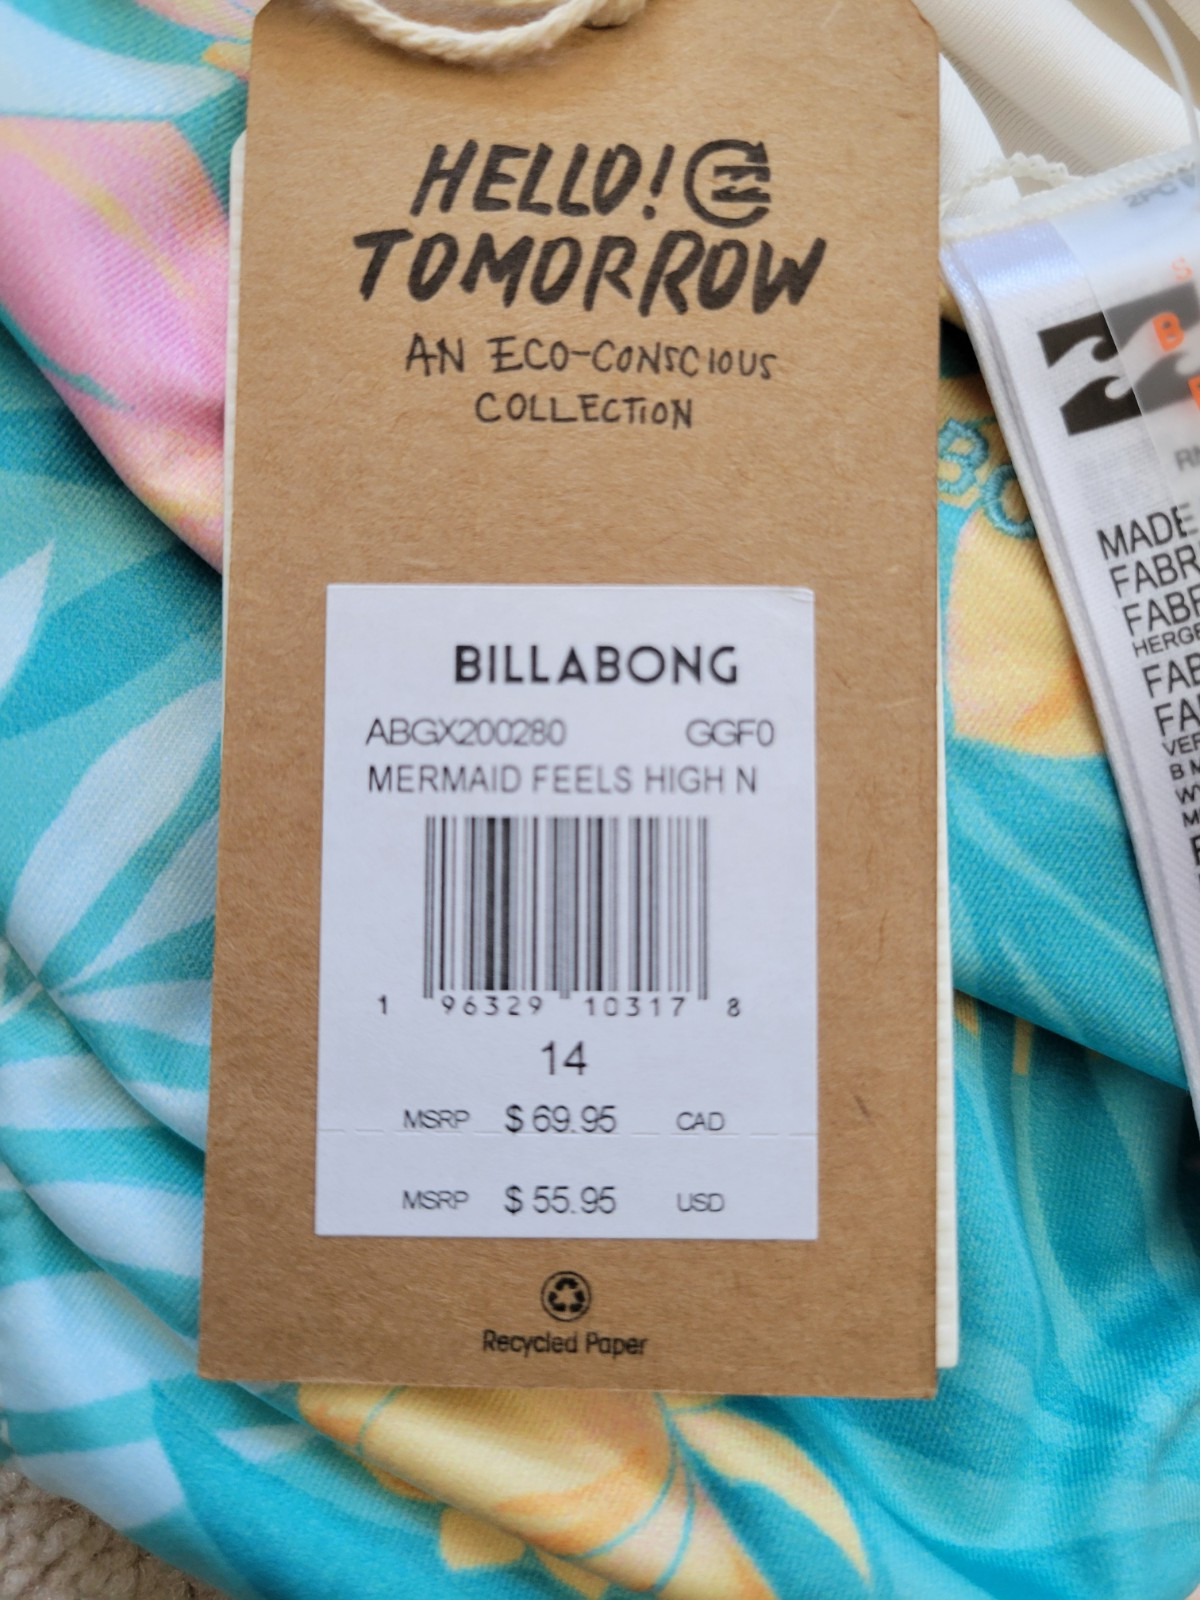 HELLO!
TOMORROW
AN ECO-CONSCIOUS
COLLECTION
BILLABONG
ABGX200280 GGF0
MERMAID FEELS HIGH N
1 96329 10317 8
14
MSRP $ 69.95 CAD
MSRP $ 55.95 USD
Recycled Paper
MADE